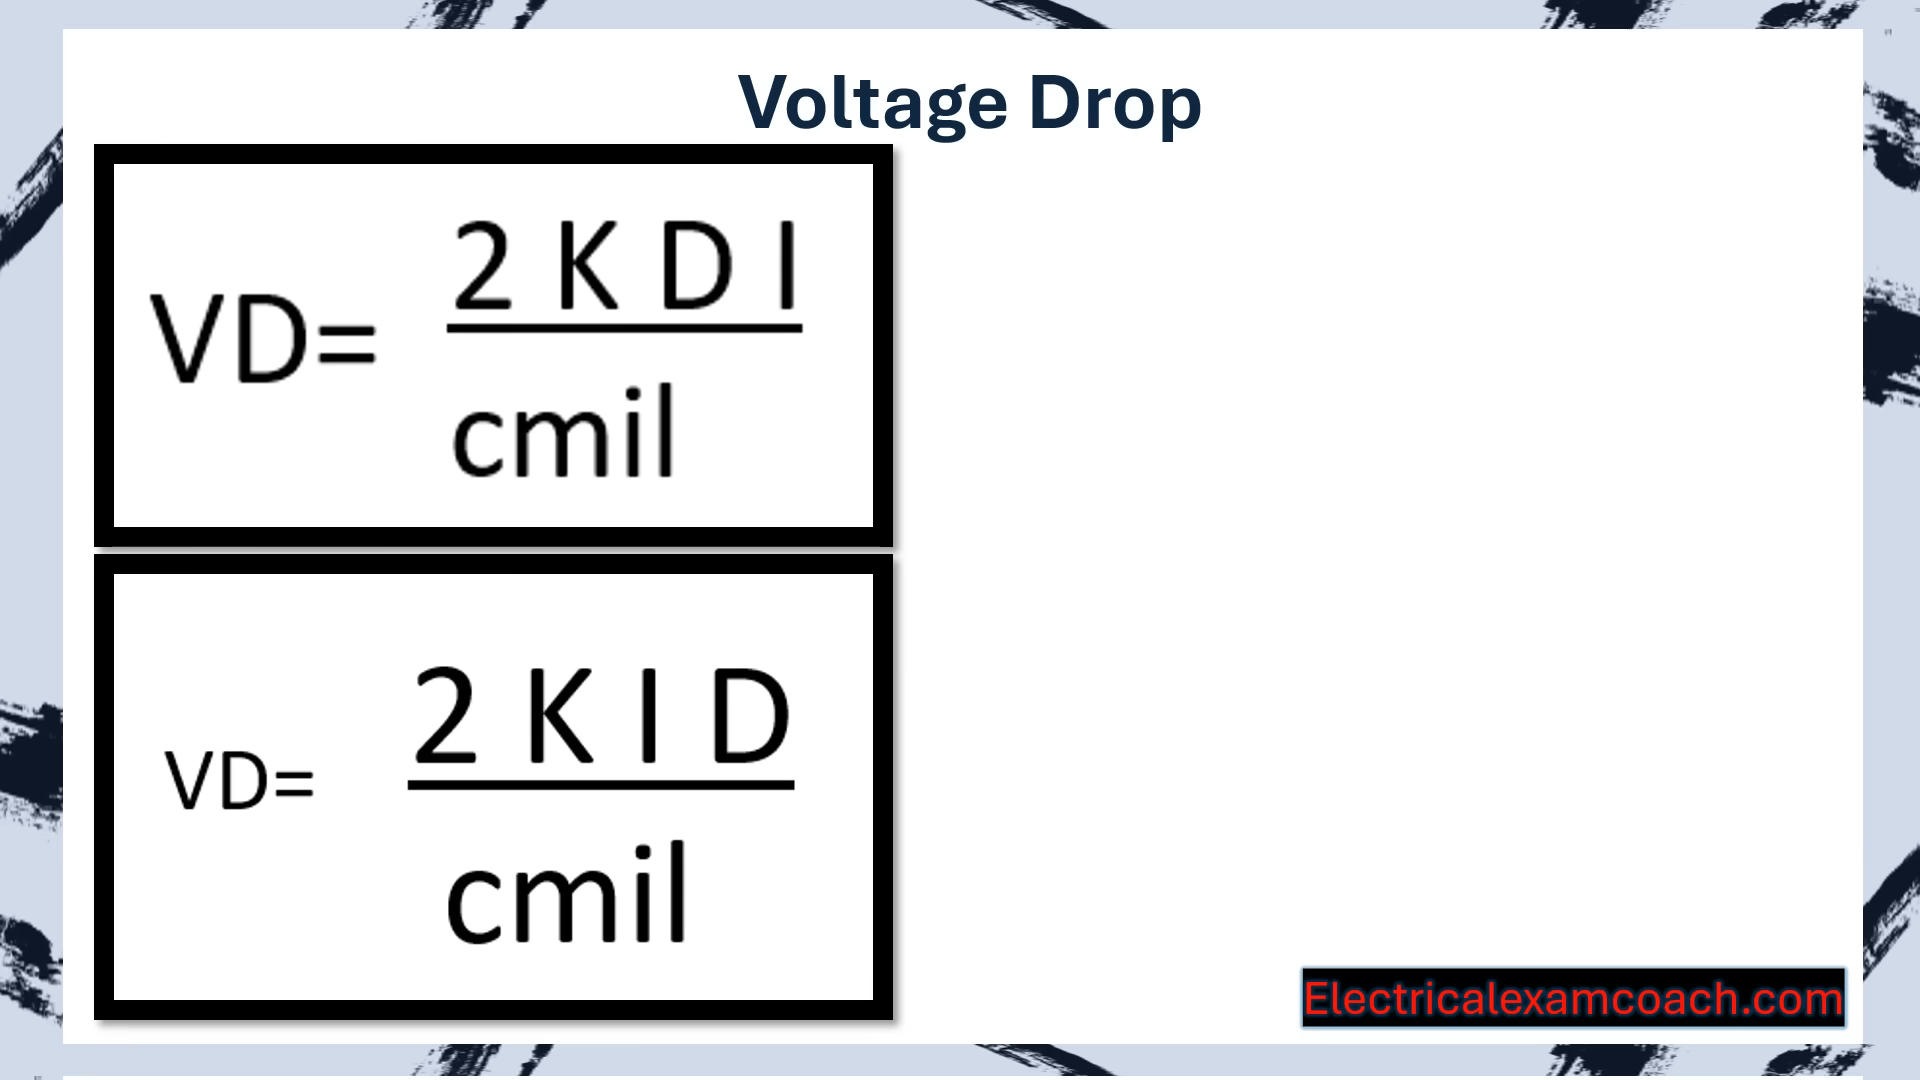 Voltage Drop
2 K D I
VD=
cmil
2 K I D
VD=
cmil
Electricalexamcoach.com